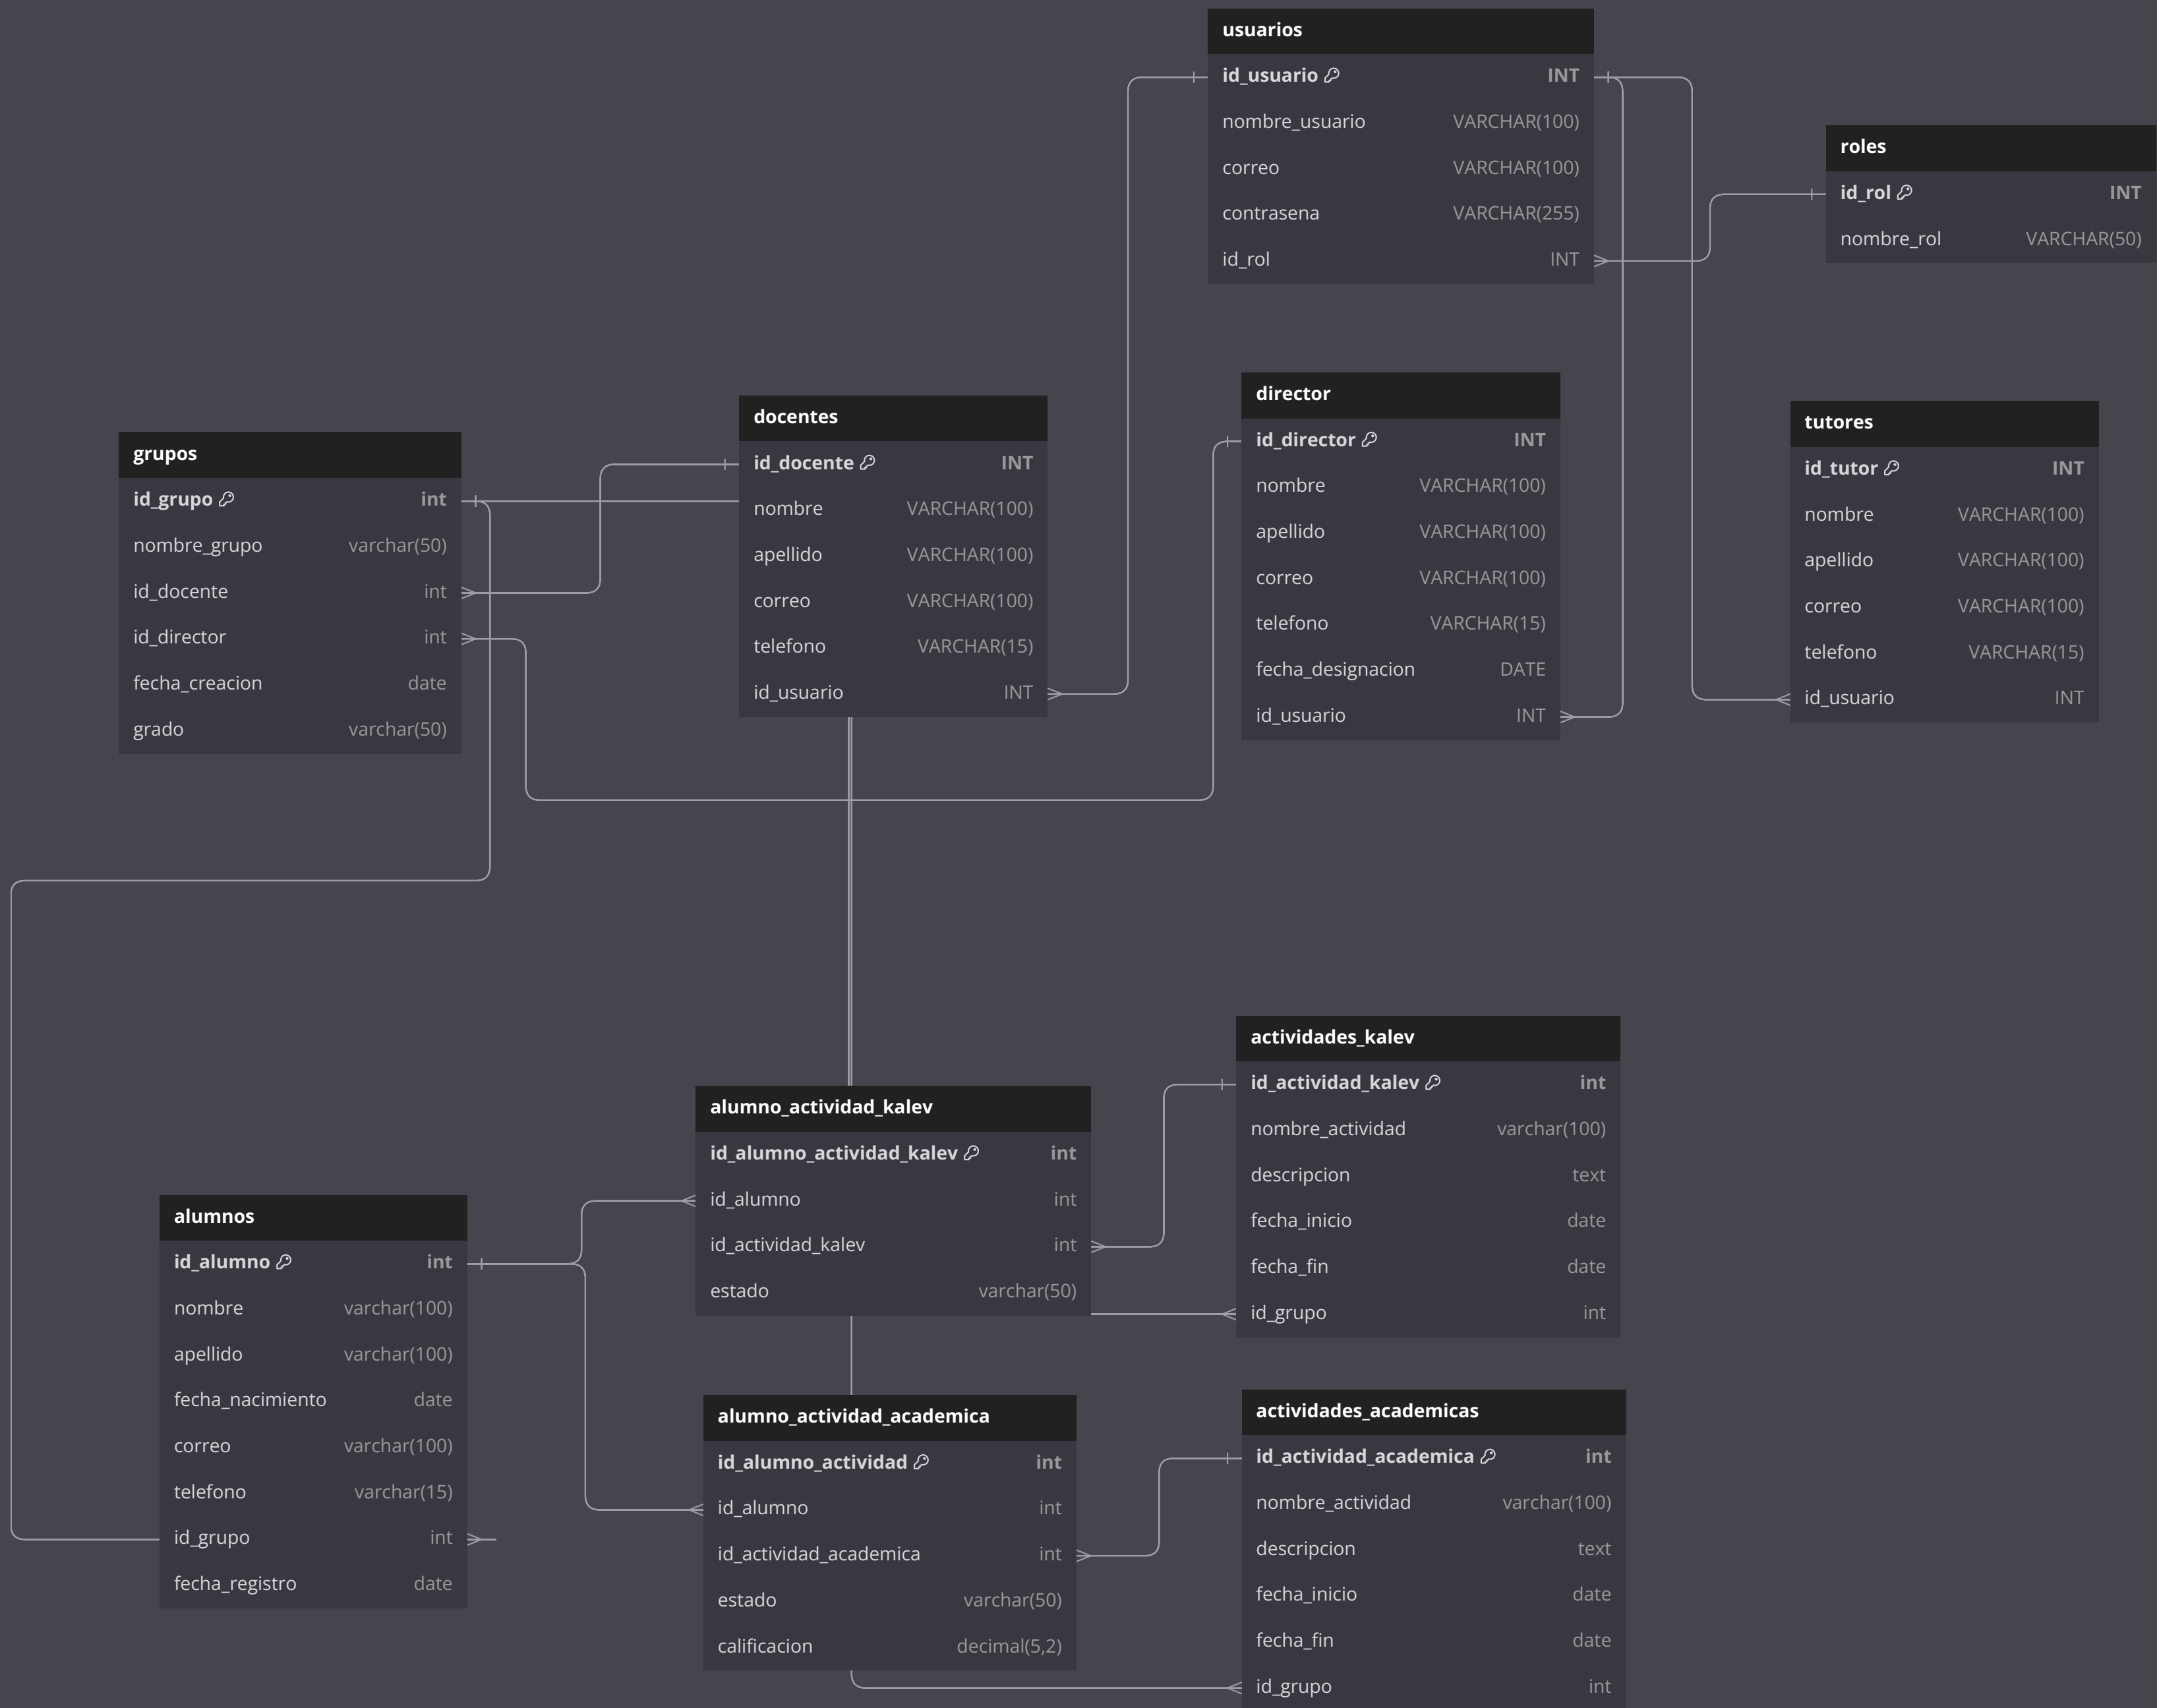 usuarios
id_usuario INT
nombre_usuario VARCHAR(100)
correo VARCHAR(100)
contrasena VARCHAR(255)
id_rol INT
roles
id_rol INT
nombre_rol VARCHAR(50)
grupos
id_grupo int
nombre_grupo varchar(50)
id_docente int
id_director int
fecha_creacion date
grado varchar(50)
docentes
id_docente INT
nombre VARCHAR(100)
apellido VARCHAR(100)
correo VARCHAR(100)
telefono VARCHAR(15)
id_usuario INT
director
id_director INT
nombre VARCHAR(100)
apellido VARCHAR(100)
correo VARCHAR(100)
telefono VARCHAR(15)
fecha_designacion DATE
id_usuario INT
tutores
id_tutor INT
nombre VARCHAR(100)
apellido VARCHAR(100)
correo VARCHAR(100)
telefono VARCHAR(15)
id_usuario INT
alumnos
id_alumno int
nombre varchar(100)
apellido varchar(100)
fecha_nacimiento date
correo varchar(100)
telefono varchar(15)
id_grupo int
fecha_registro date
alumno_actividad_kalev
id_alumno_actividad_kalev int
id_alumno int
id_actividad_kalev int
estado varchar(50)
actividades_kalev
id_actividad_kalev int
nombre_actividad varchar(100)
descripcion text
fecha_inicio date
fecha_fin date
id_grupo int
alumno_actividad_academica
id_alumno_actividad int
id_alumno int
id_actividad_academica int
estado varchar(50)
calificacion decimal(5,2)
actividades_academicas
id_actividad_academica int
nombre_actividad varchar(100)
descripcion text
fecha_inicio date
fecha_fin date
id_grupo int